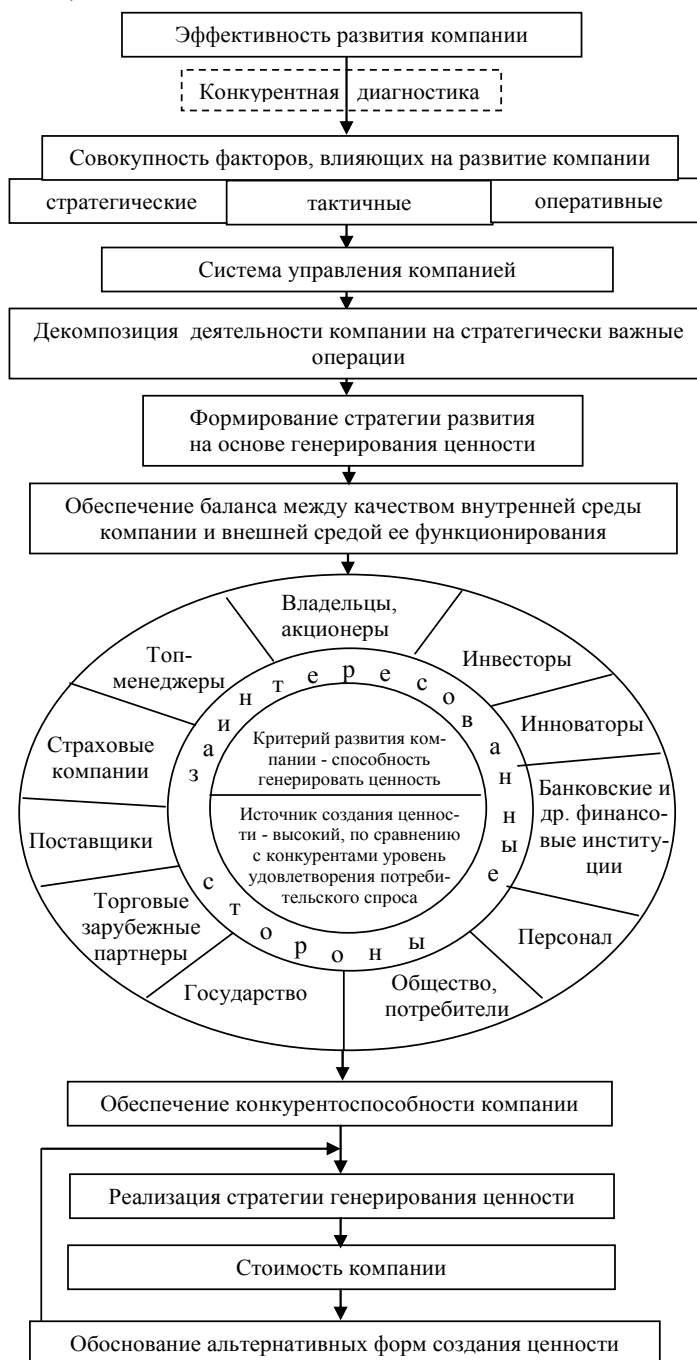 Эффективность развития компании
Конкурентная диагностика
Совокупность факторов, влияющих на развитие компании
стратегические
тактичные
оперативные
Система управления компанией
Декомпозиция деятельности компании на стратегически важные
операции
Формирование стратегии развития
на основе генерирования ценности
Обеспечение баланса между качеством внутренней среды
компании и внешней средой ее функционирования
Владельцы,
акционеры
Инвесторы
Инноваторы
Банковские и
др. финансо-
вые институ-
ции
Персонал
Общество,
потребители
Государство
Торговые
зарубежные
партнеры
Поставщики
Страховые
компании
Топ-
менеджеры
заинтересованные
стороны
Критерий развития ком-
пании - способность
генерировать ценность
Источник создания ценнос-
ти - высокий, по сравнению
с конкурентами уровень
удовлетворения потреби-
тельского спроса
Обеспечение конкурентоспособности компании
Реализация стратегии генерирования ценности
Стоимость компании
Обоснование альтернативных форм создания ценности